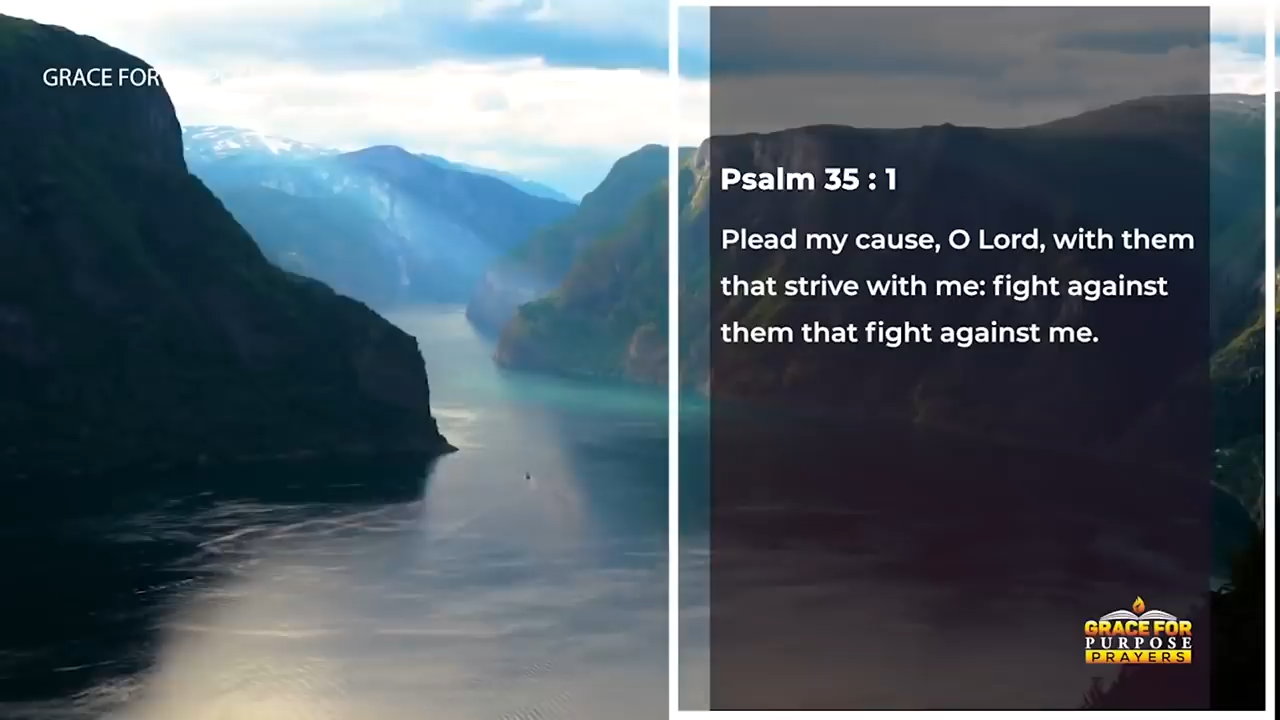 GRACE FOR
Psalm 35 : 1
Plead my cause, O Lord, with them
that strive with me: fight against
them that fight against me.
GRACE FOR
PURPOSE
PRAYERS